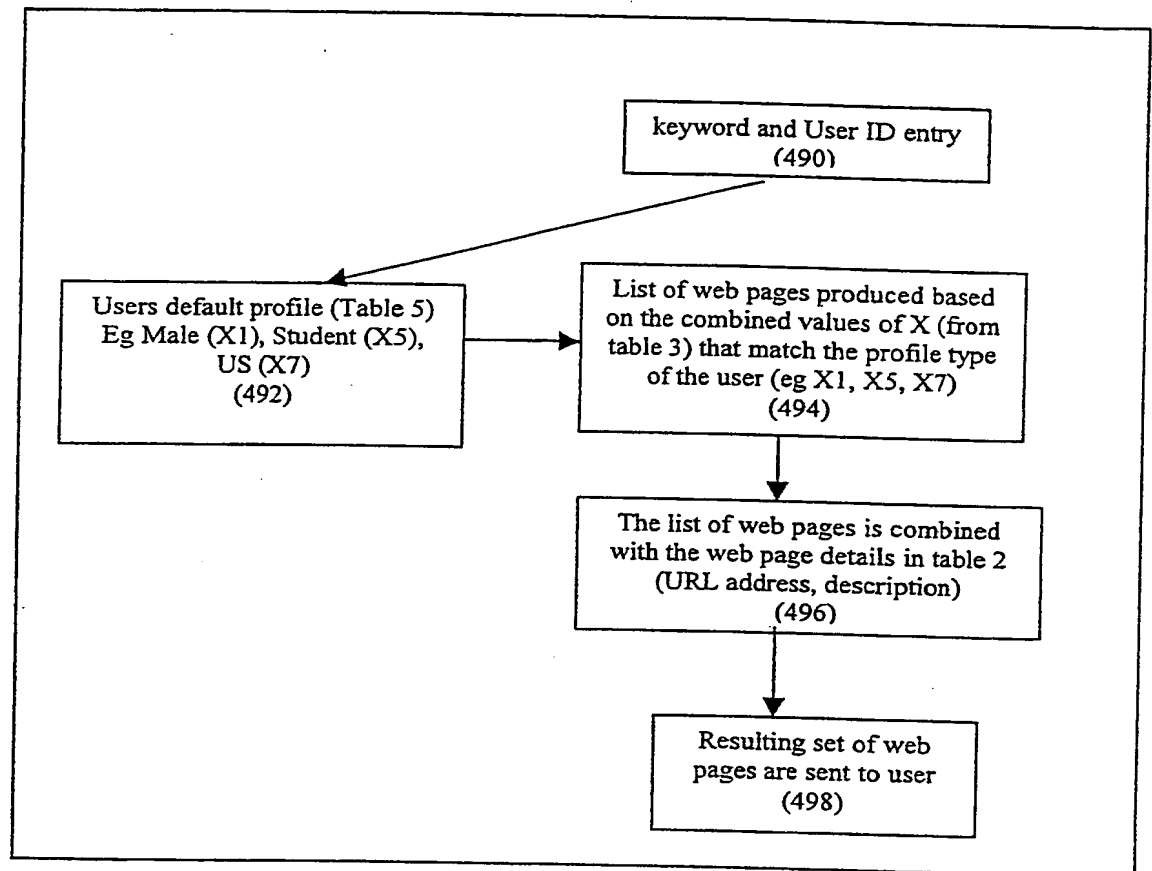 keyword and User ID entry
(490)
Users default profile (Table 5)
Eg Male (X1), Student (X5),
US (X7)
(492)
List of web pages produced based
on the combined values of X (from
table 3) that match the profile type
of the user (eg X1, X5, X7)
(494)
The list of web pages is combined
with the web page details in table 2
(URL address, description)
(496)
Resulting set of web
pages are sent to user
(498)